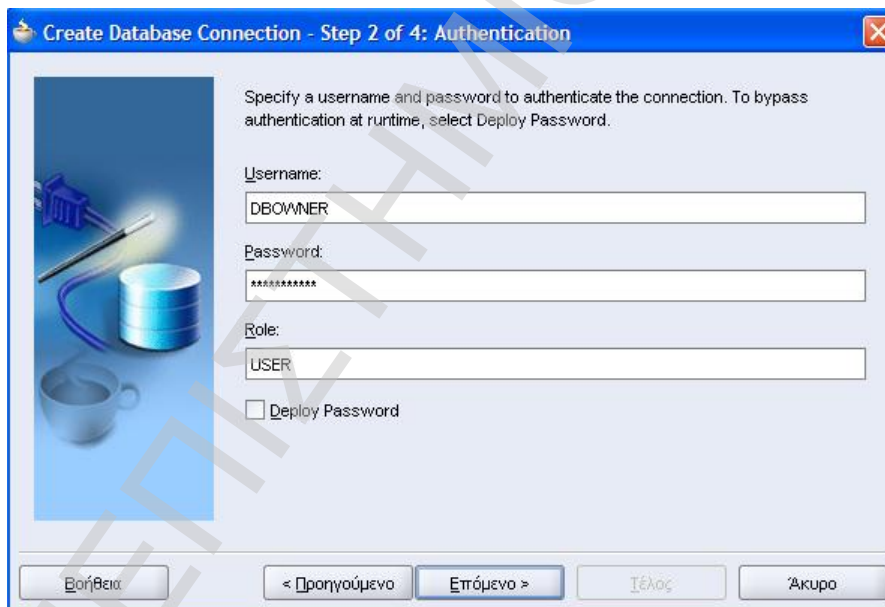 Create Database Connection - Step 2 of 4: Authentication
Specify a username and password to authenticate the connection. To bypass
authentication at runtime, select Deploy Password.
Username:
DBOWNER
Password:
***********
Role:
USER
Deploy Password
Βοήθεια
< Προηγούμενο
Επόμενο >
Τέλος
Άκυρο